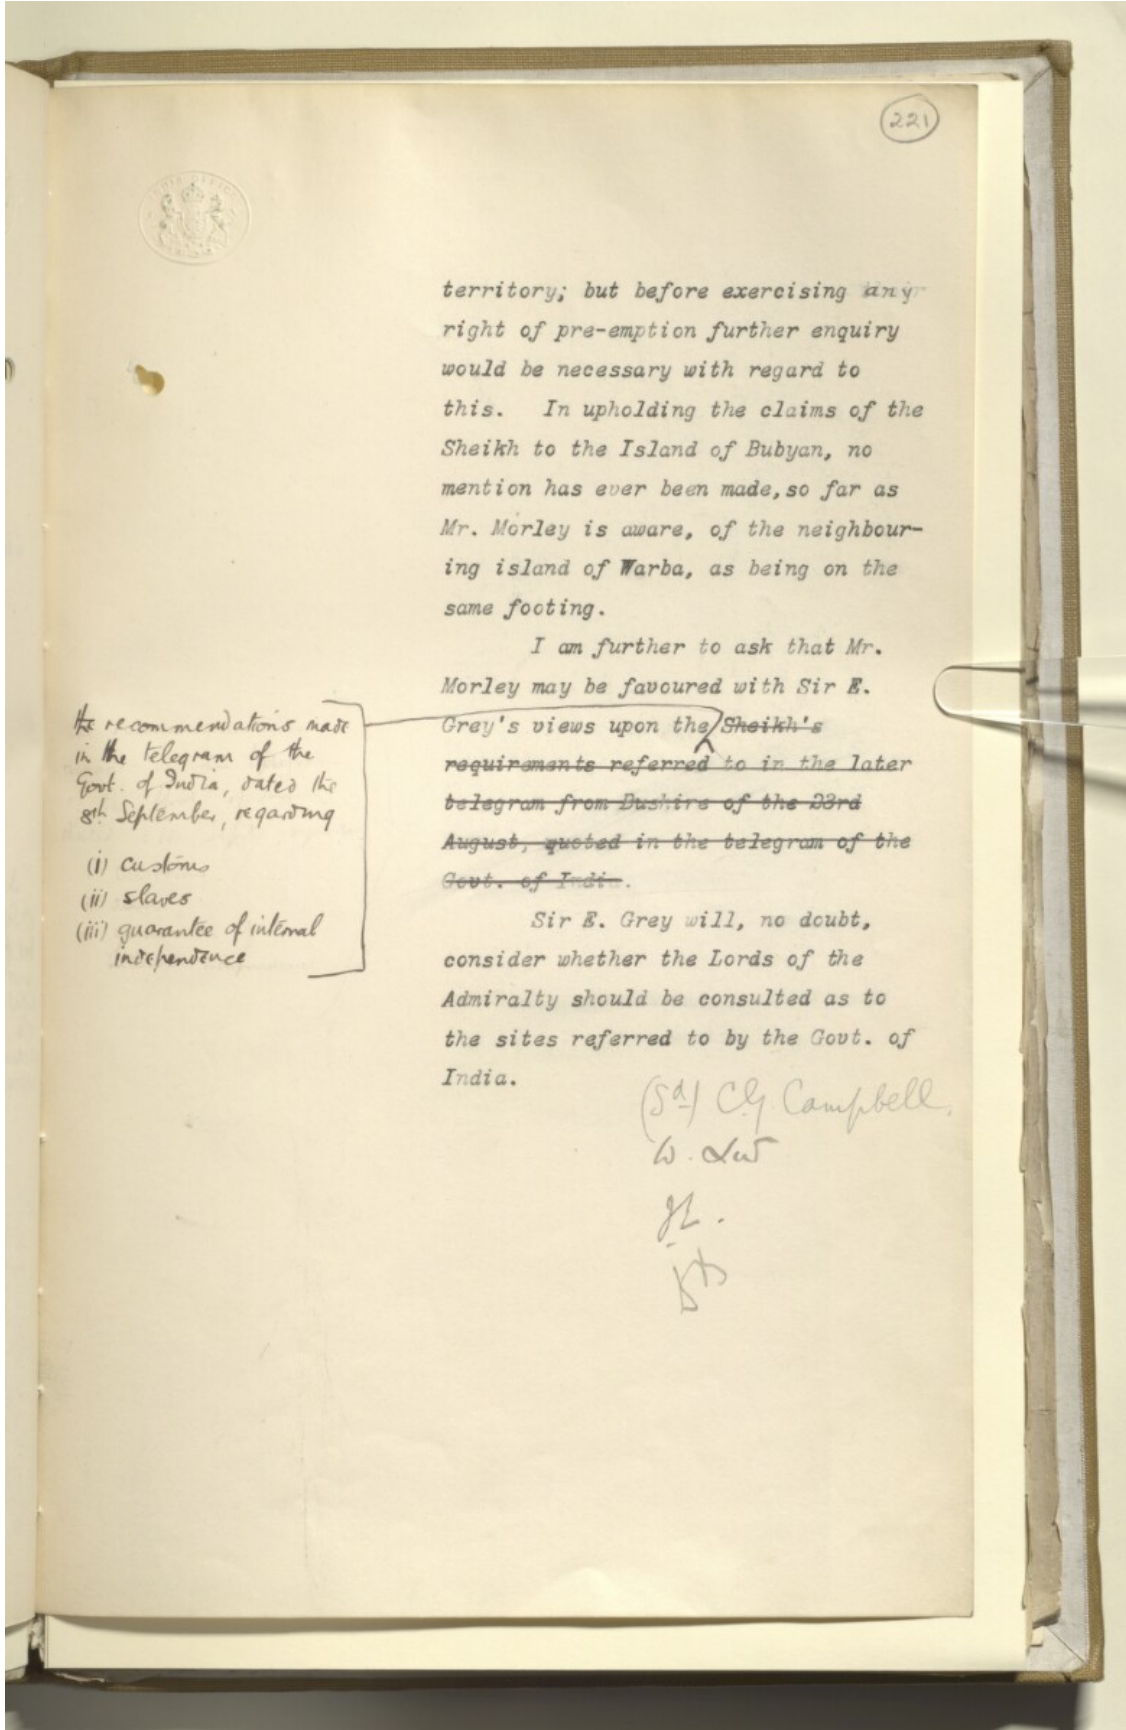 221
INDIA OFFICE
territory; but before exercising any
right of pre-emption further enquiry
would be necessary with regard to
this. In upholding the claims of the
Sheikh to the Island of Bubyan, no
mention has ever been made, so far as
Mr. Morley is aware, of the neighbour-
ing island of Warba, as being on the
same footing.
I am further to ask that Mr.
Morley may be favoured with Sir E.
Grey's views upon the Sheikh's
requirements referred to in the later
telegram from Bushire of the 23rd
August, quoted in the telegram of the
Govt. of India.
the recommendations made
in the telegram of the
Govt. of India, dated the
8th September, regarding
(i) customs
(ii) slaves
(iii) guarantee of internal
independence
Sir E. Grey will, no doubt,
consider whether the Lords of the
Admiralty should be consulted as to
the sites referred to by the Govt. of
India.
(Sd) C.G. Campbell.
W. Lee